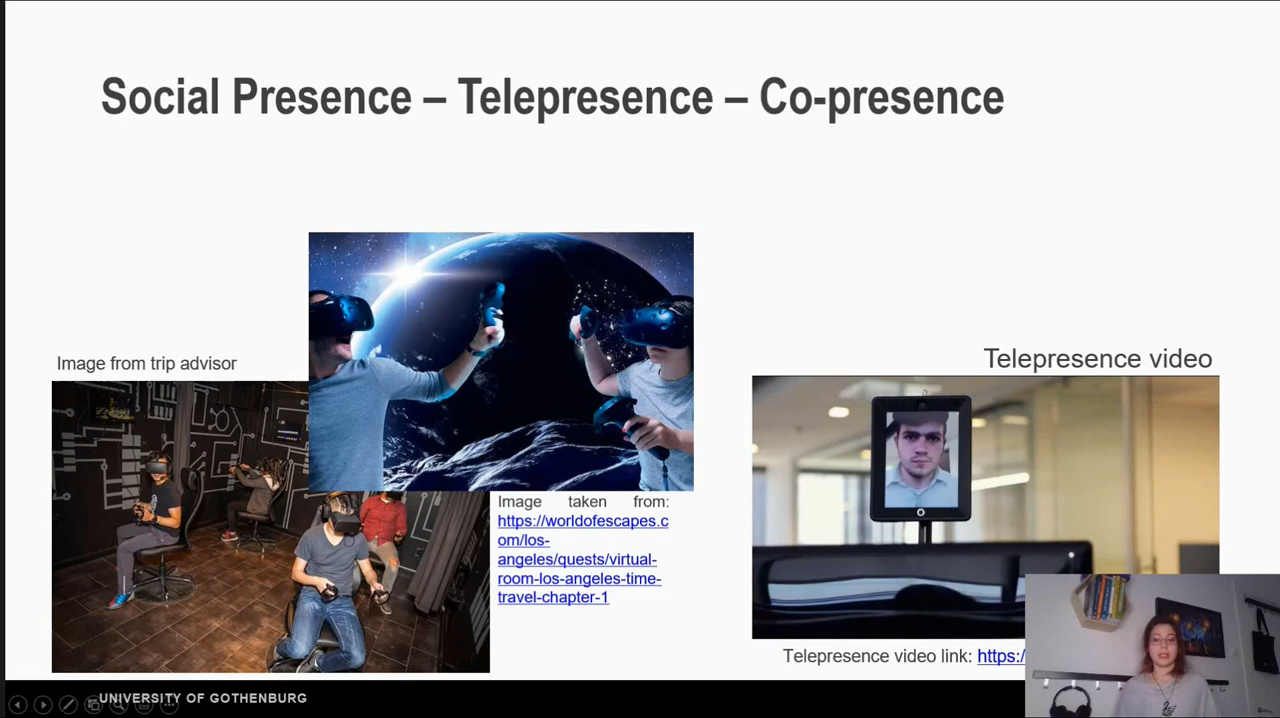 Social Presence – Telepresence – Co-presence
Image from trip advisor
Image taken from:
https://worldofescapes.c
om/los-
angeles/quests/virtual-
room-los-angeles-time-
travel-chapter-1
Telepresence video
Telepresence video link: https:/
UNIVERSITY OF GOTHENBURG